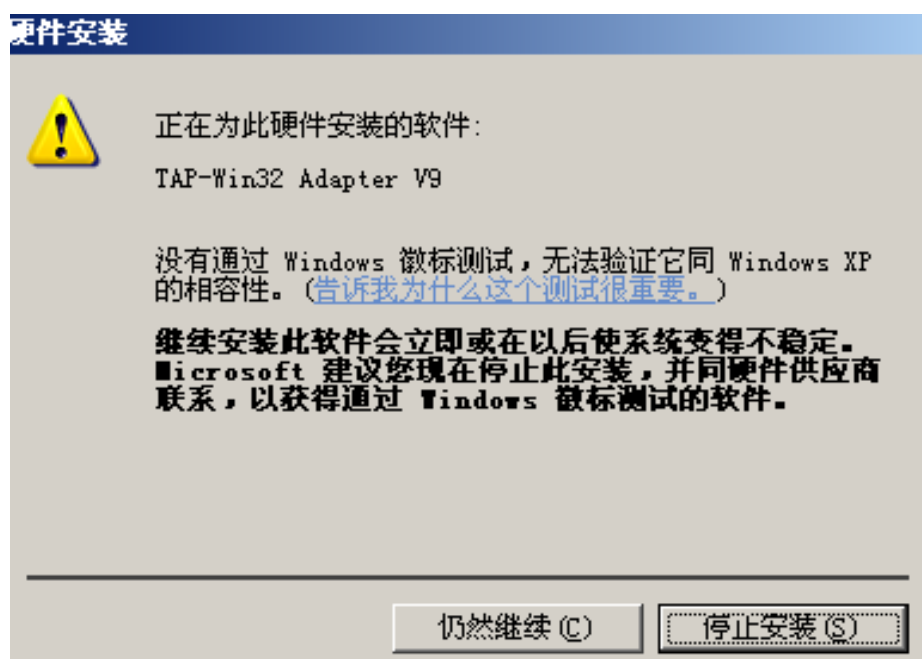 硬件安装
正在为此硬件安装的软件:
TAP-Win32 Adapter V9
没有通过 Windows 徽标测试，无法验证它同 Windows XP
的相容性。(告诉我为什么这个测试很重要。)
继续安装此软件会立即或在以后使系统变得不稳定。
Microsoft 建议您现在停止此安装，并同硬件供应商
联系，以获得通过 Windows 徽标测试的软件。
仍然继续(C)
停止安装(S)